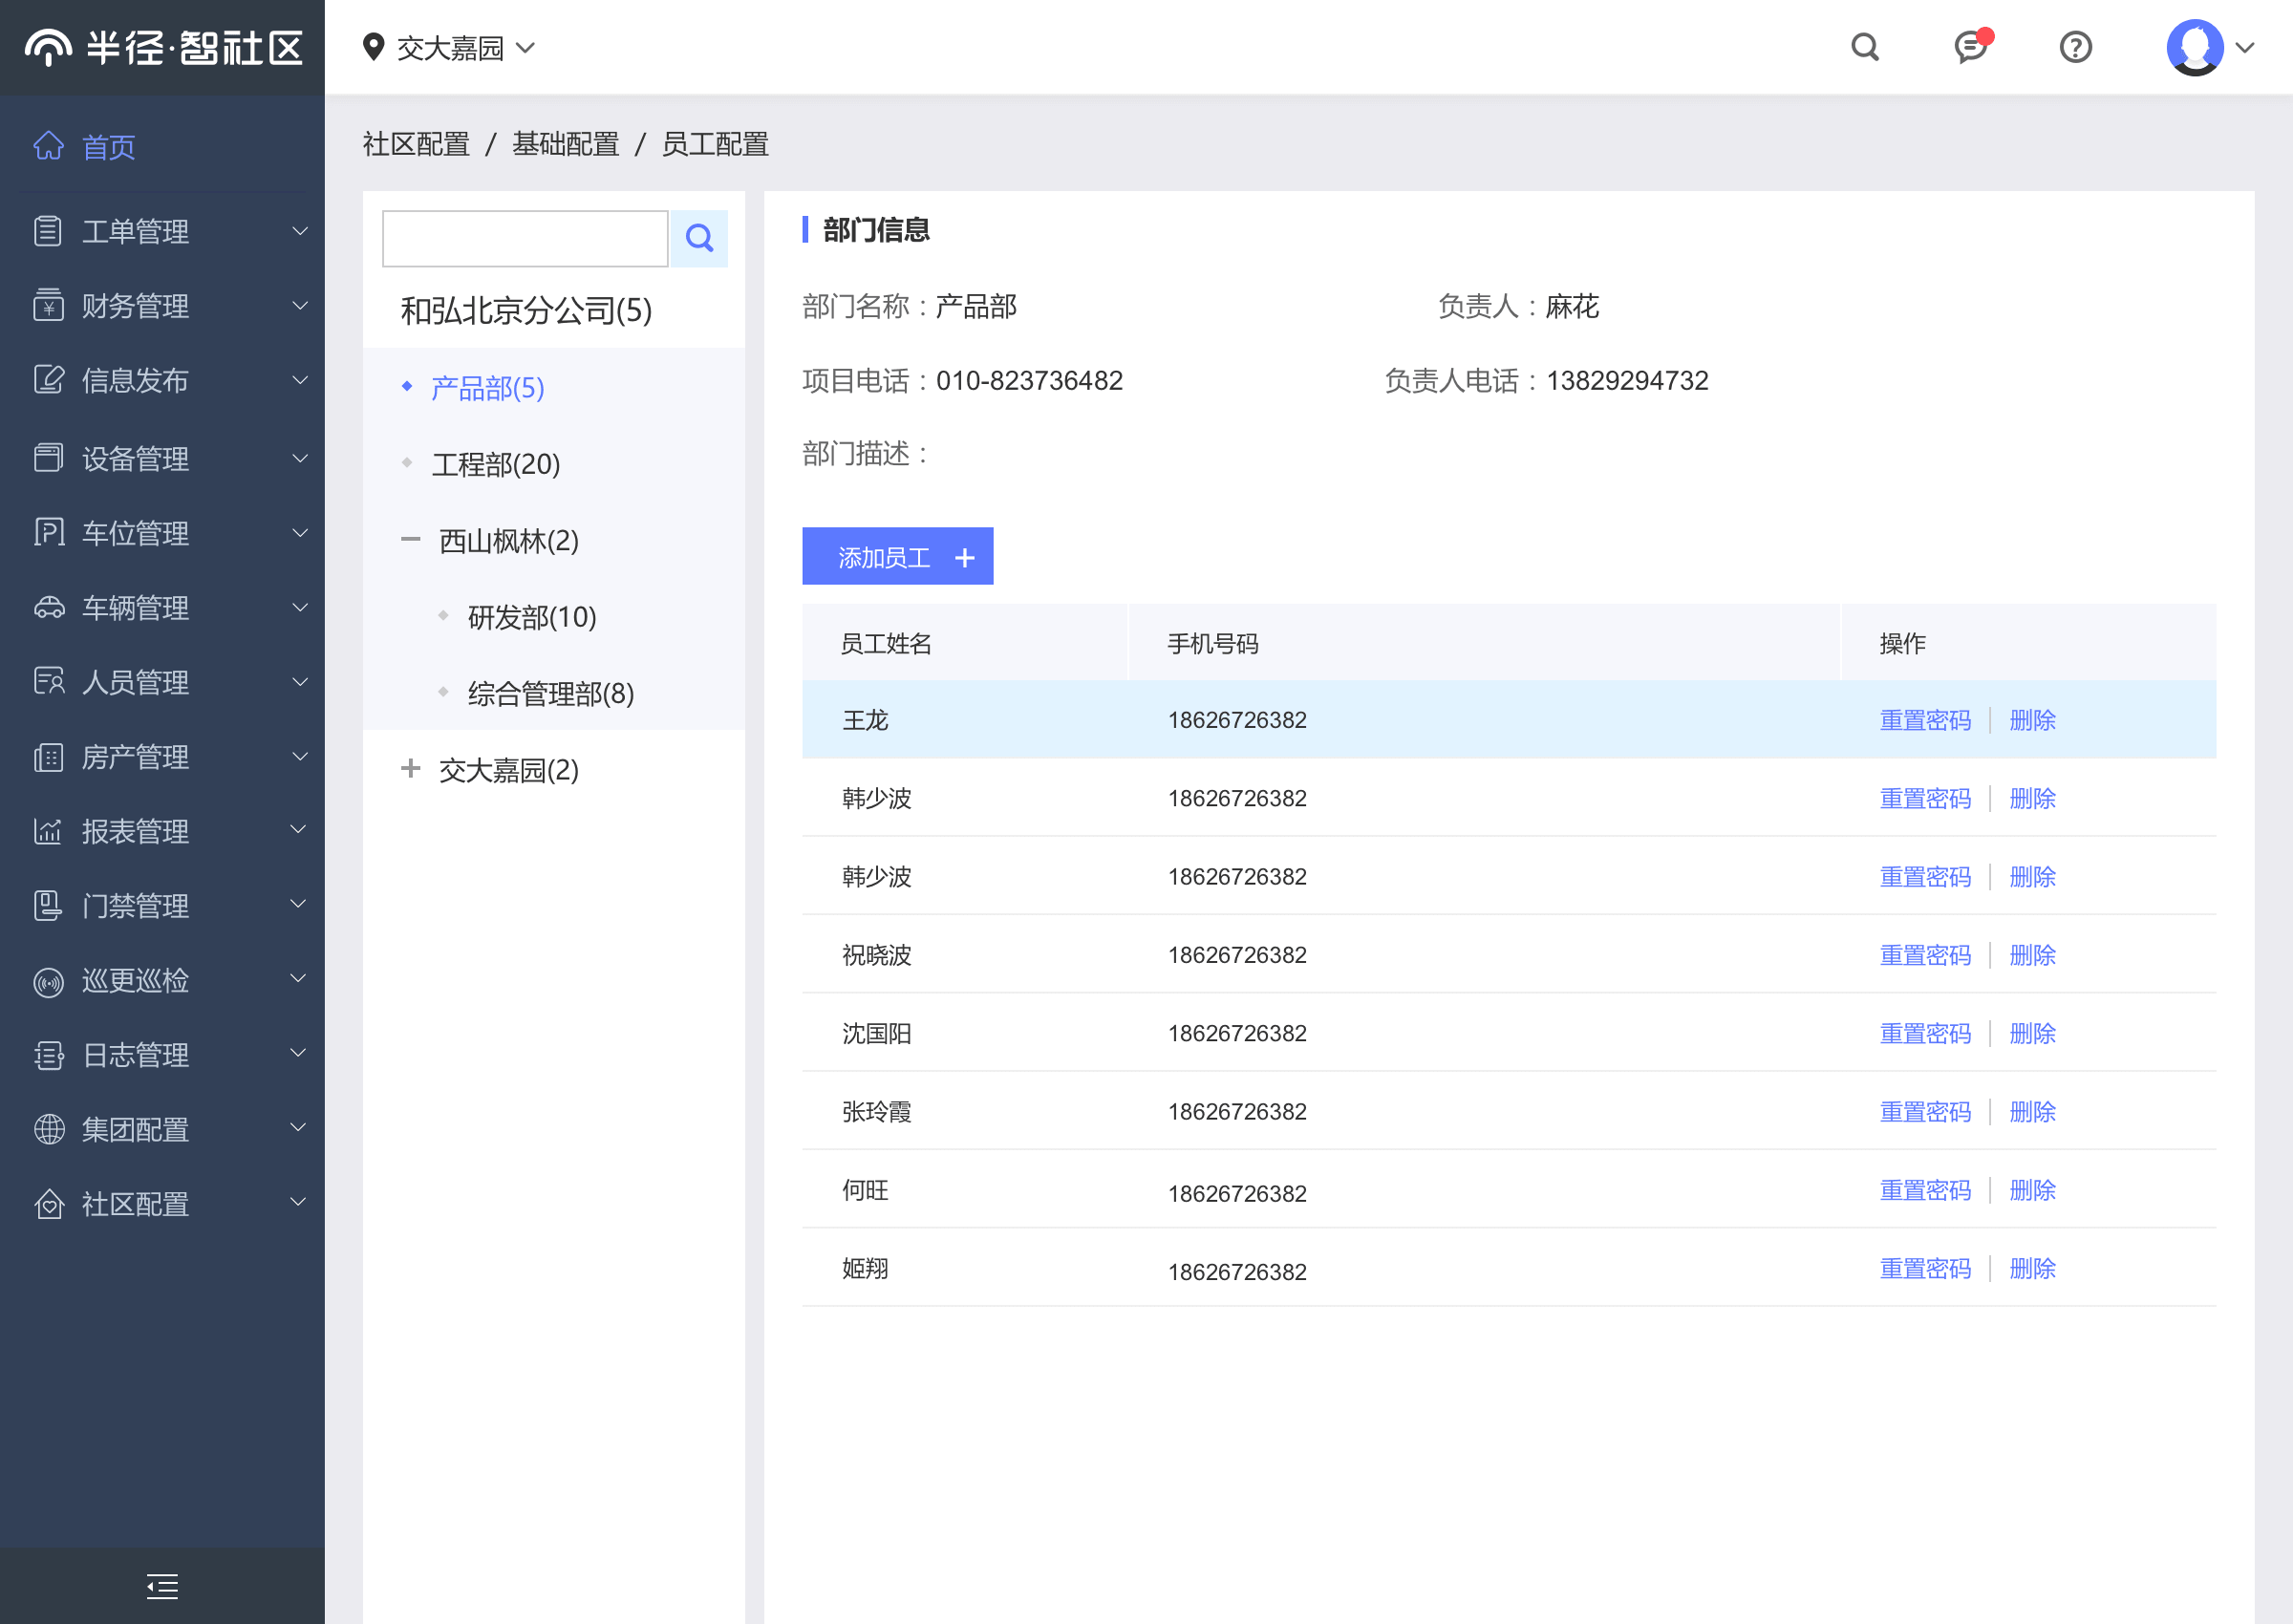 半径·智社区
交大嘉园
首页
工单管理
财务管理
信息发布
设备管理
车位管理
车辆管理
人员管理
房产管理
报表管理
门禁管理
巡更巡检
日志管理
集团配置
社区配置
社区配置 / 基础配置 / 员工配置
和弘北京分公司(5)
产品部(5)
工程部(20)
西山枫林(2)
研发部(10)
综合管理部(8)
交大嘉园(2)
部门信息
部门名称：产品部 负责人：麻花
项目电话：010-823736482 负责人电话：13829294732
部门描述：
添加员工 +
员工姓名 手机号码 操作
王龙 18626726382 重置密码 删除
韩少波 18626726382 重置密码 删除
韩少波 18626726382 重置密码 删除
祝晓波 18626726382 重置密码 删除
沈国阳 18626726382 重置密码 删除
张玲霞 18626726382 重置密码 删除
何旺 18626726382 重置密码 删除
姬翔 18626726382 重置密码 删除